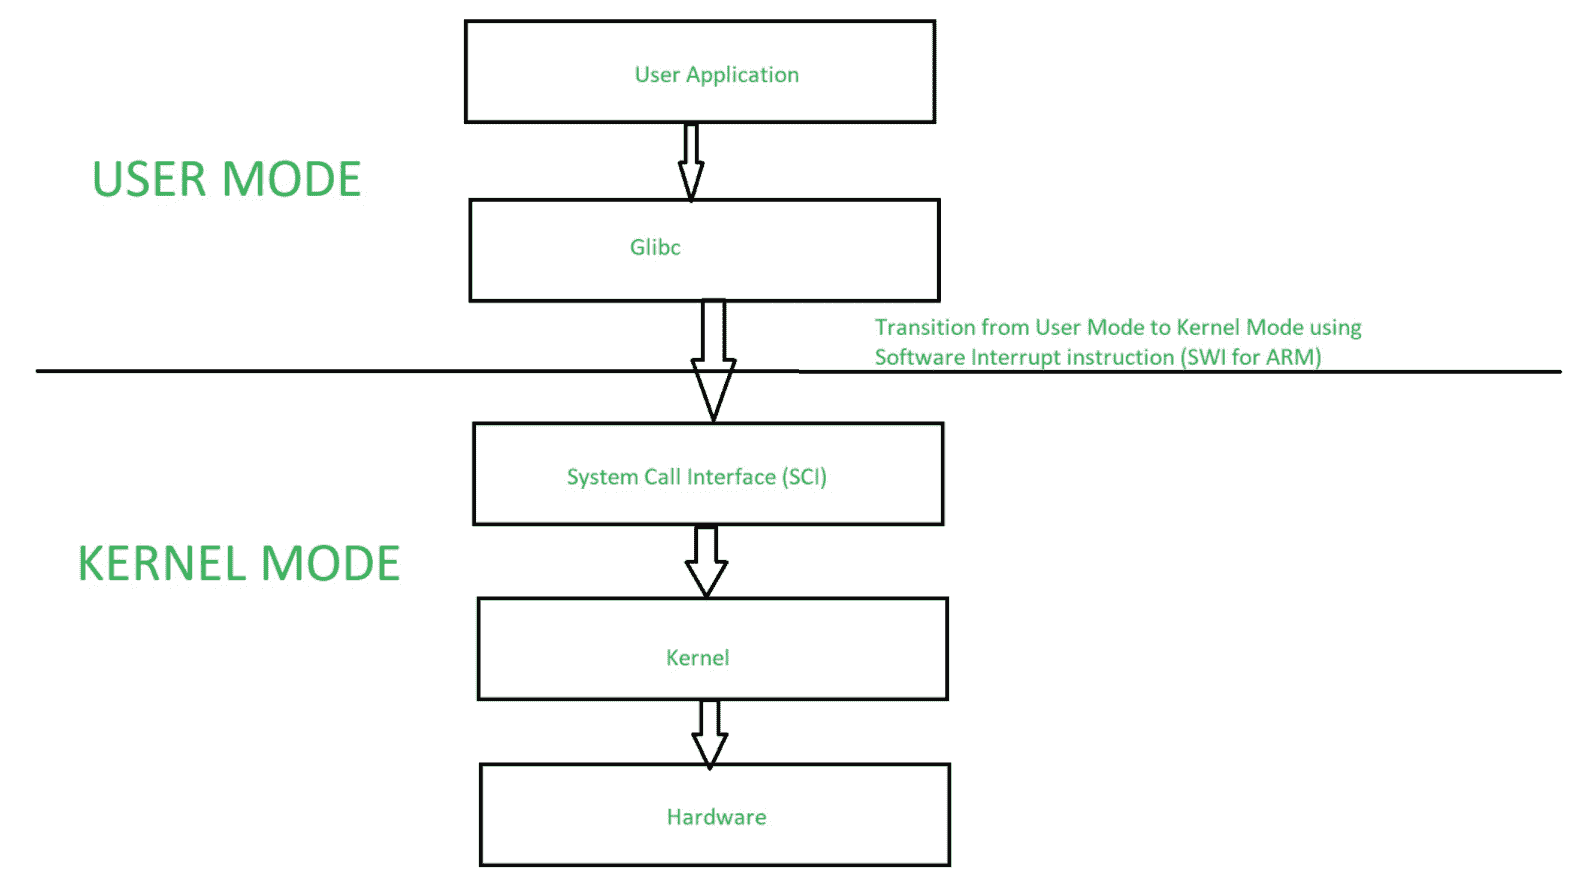 User Application
USER MODE
Glibc
Transition from User Mode to Kernel Mode using
Software Interrupt instruction (SWI for ARM)
System Call Interface (SCI)
KERNEL MODE
Kernel
Hardware